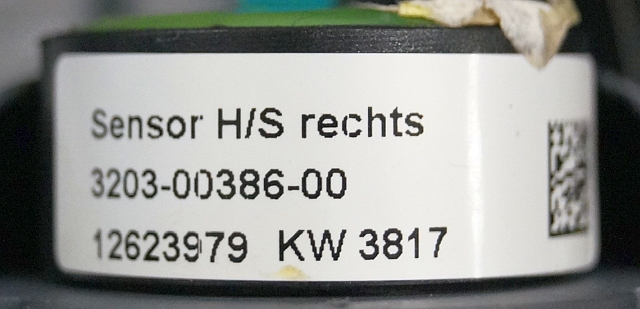 Sensor H/S rechts
3203-00386-00
12623979 KW 3817